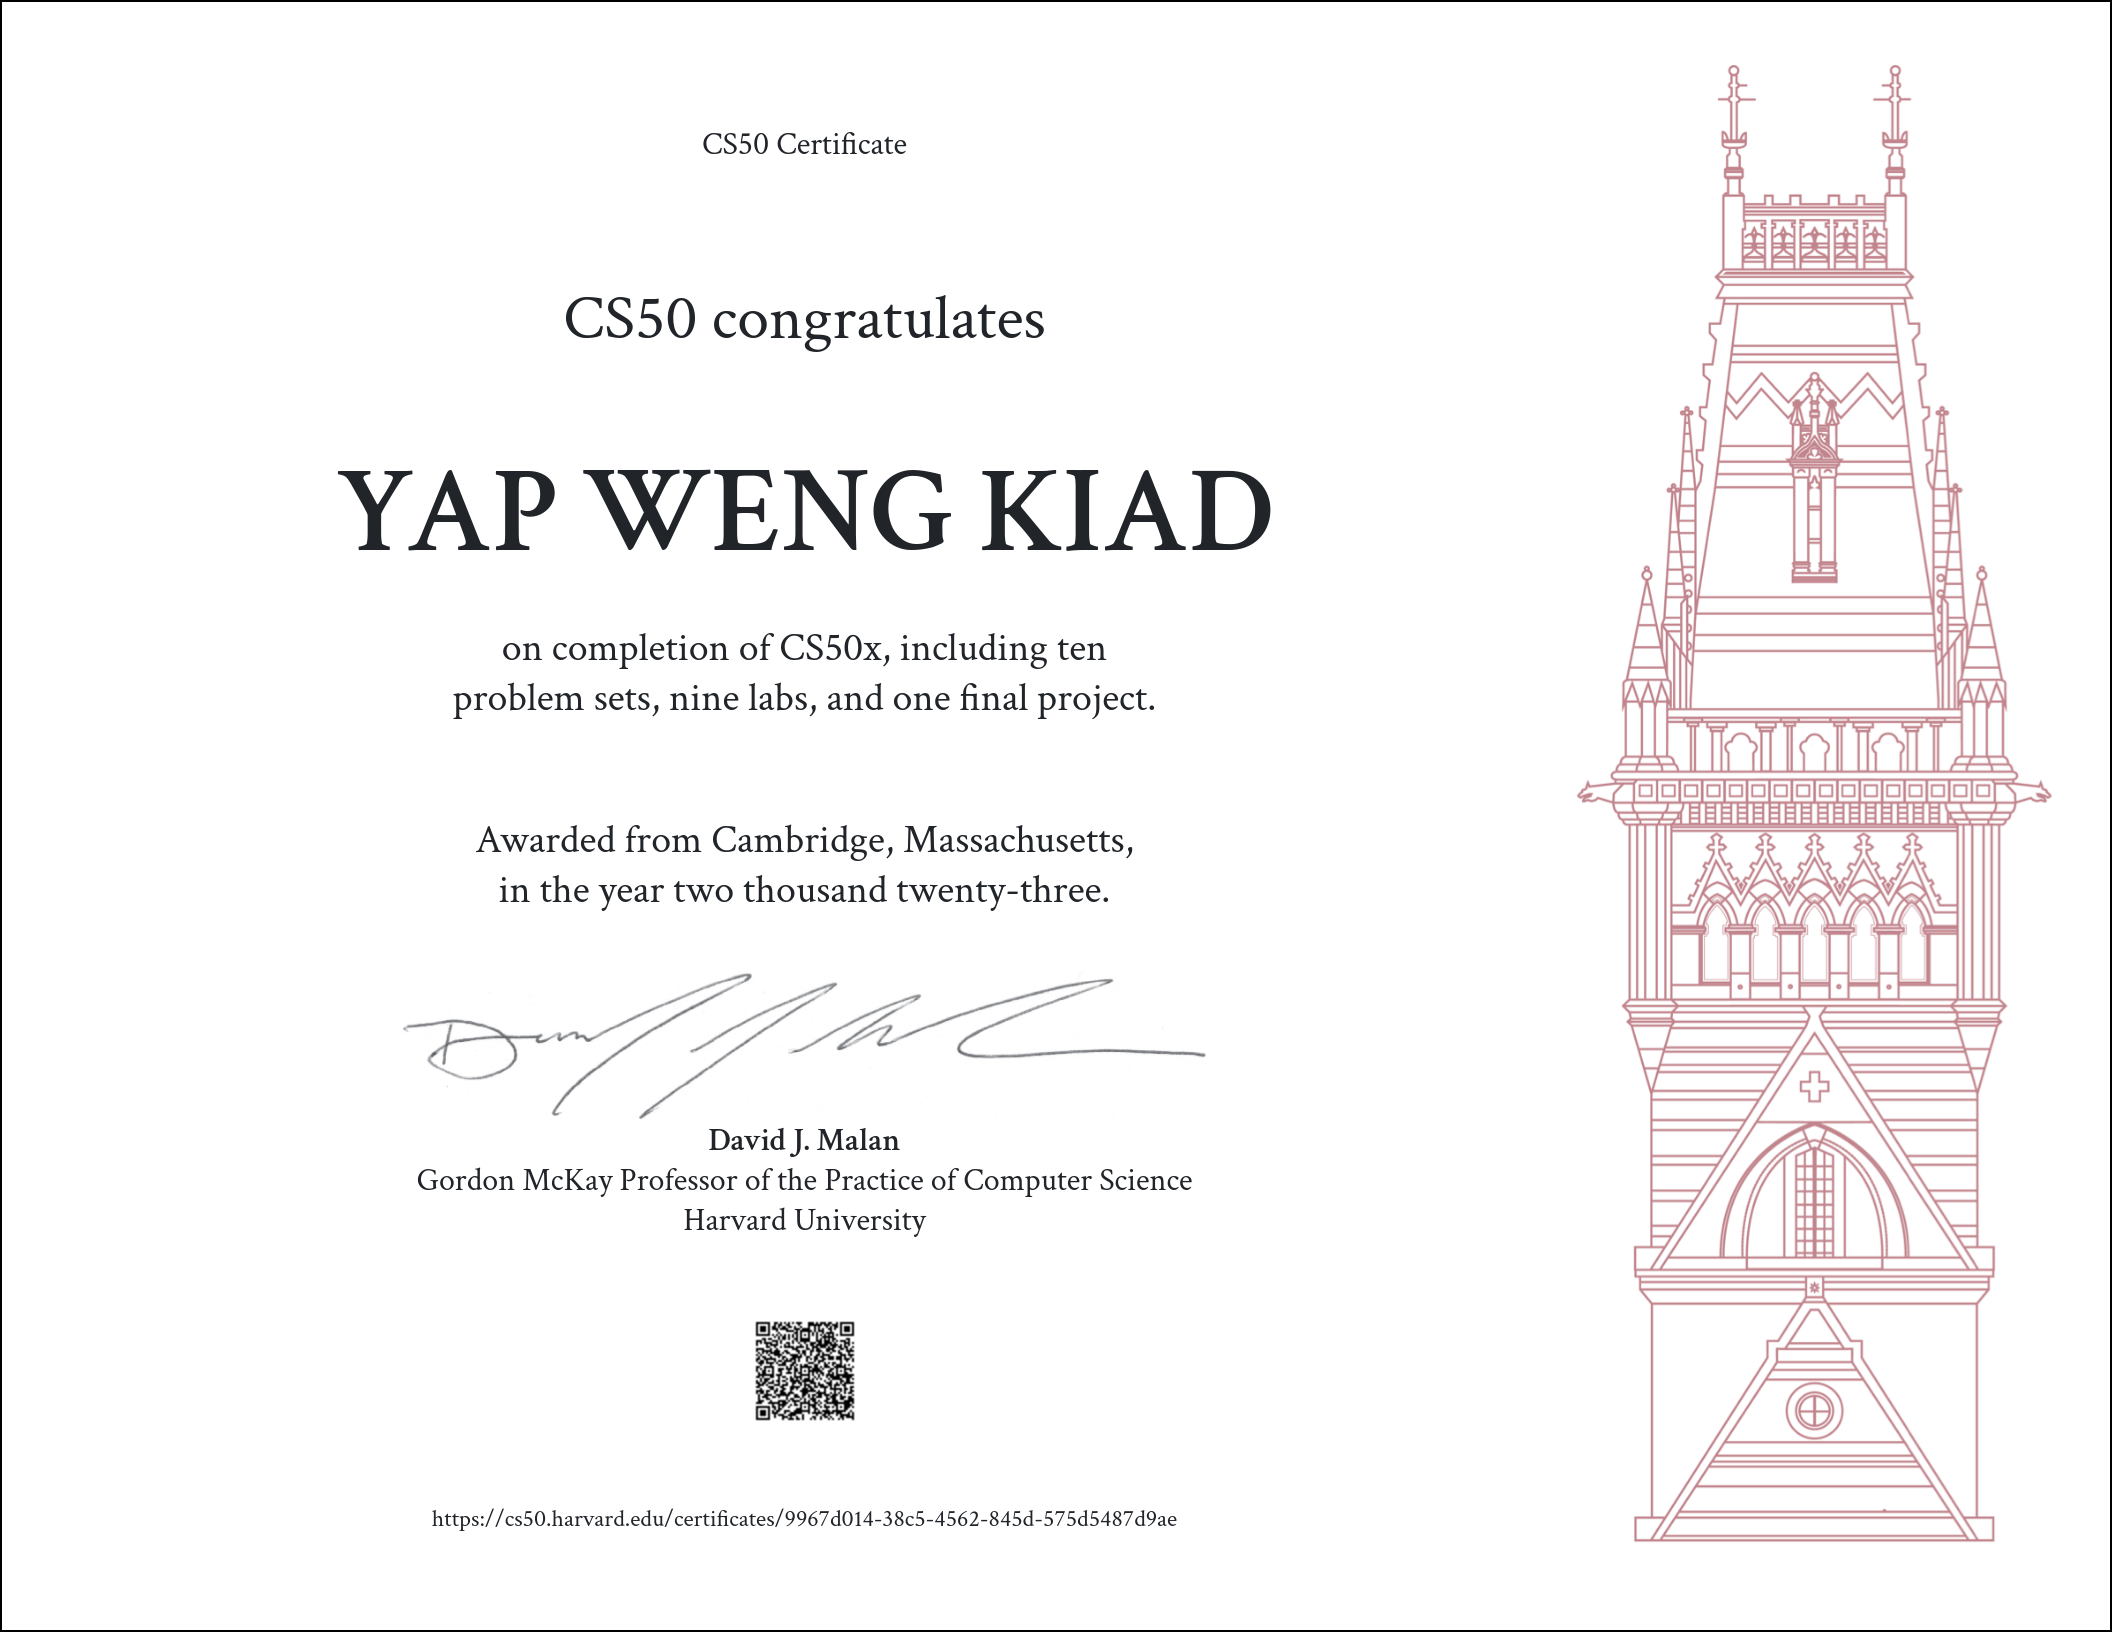 CS50 Certificate
CS50 congratulates
YAP WENG KIAD
on completion of CS50x, including ten
problem sets, nine labs, and one final project.
Awarded from Cambridge, Massachusetts,
in the year two thousand twenty-three.
David J. Malan
Gordon McKay Professor of the Practice of Computer Science
Harvard University
https://cs50.harvard.edu/certificates/9967d014-38c5-4562-845d-575d5487d9ae